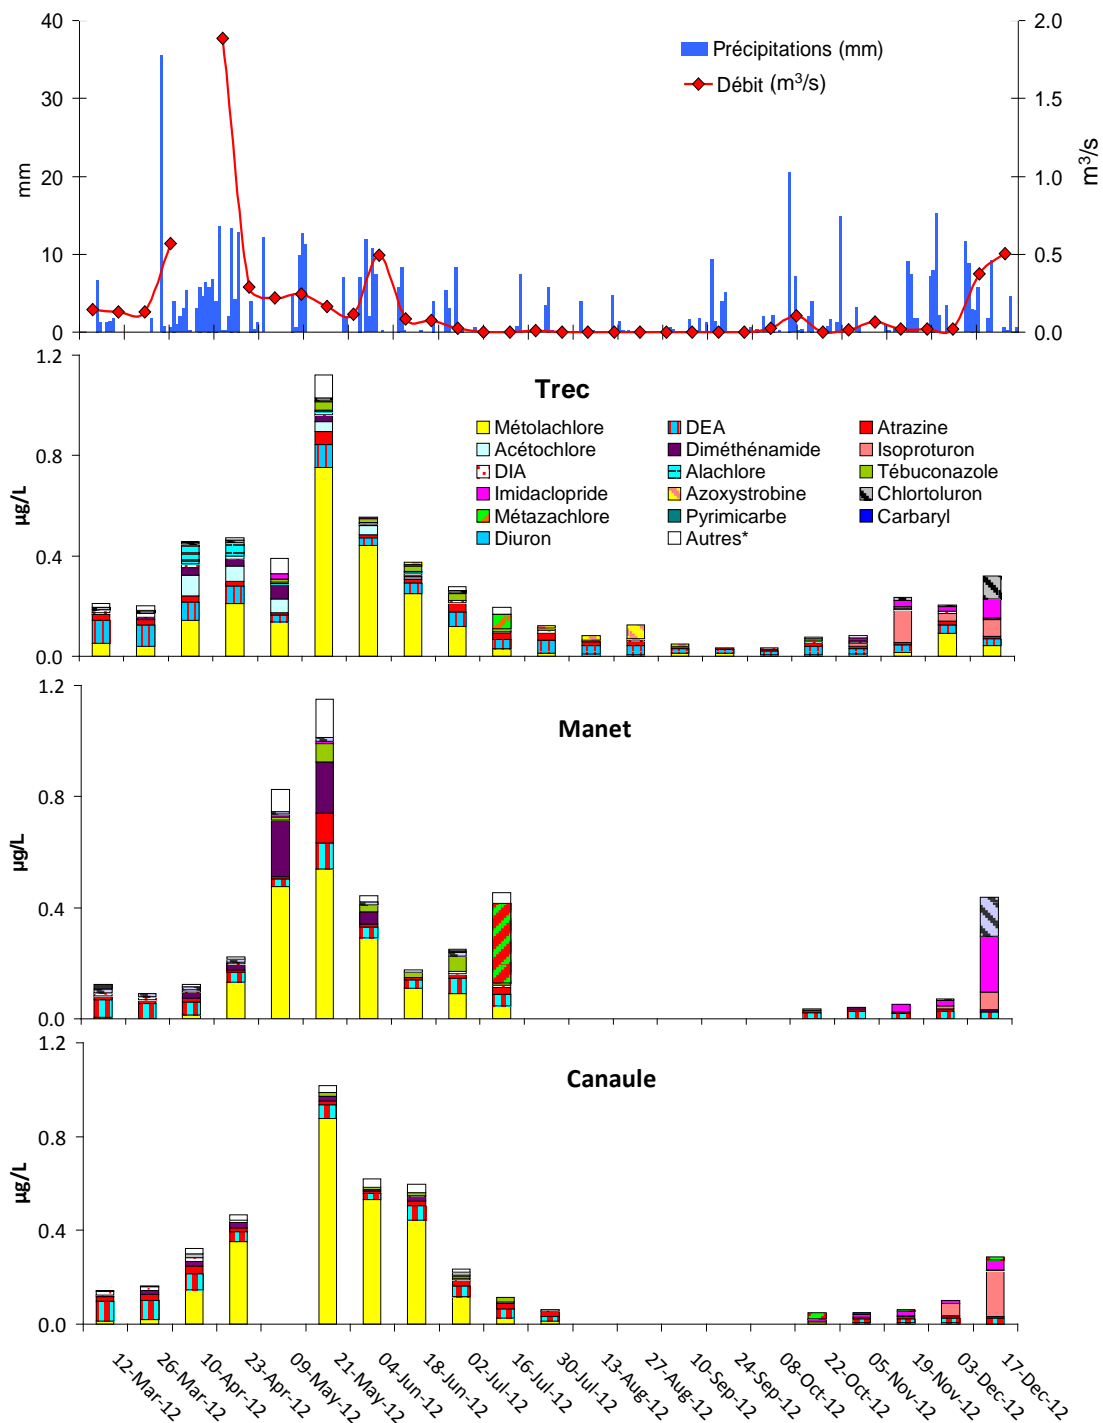 40
30
20
10
0
mm
2.0
1.5
1.0
0.5
0.0
m³/s
Précipitations (mm)
Débit (m³/s)
1.2
0.8
0.4
0.0
µg/L
Trec
Métolachlore
DEA
Atrazine
Acétochlore
Diméthénamide
Isoproturon
DIA
Alachlore
Tébuconazole
Imidaclopride
Azoxystrobine
Chlortoluron
Métazachlore
Pyrimicarbe
Carbaryl
Diuron
Autres*
1.2
0.8
0.4
0.0
µg/L
Manet
1.2
0.8
0.4
0.0
µg/L
Canaule
12-Mar-12
26-Mar-12
10-Apr-12
23-Apr-12
09-May-12
21-May-12
04-Jun-12
18-Jun-12
02-Jul-12
16-Jul-12
30-Jul-12
13-Aug-12
27-Aug-12
10-Sep-12
24-Sep-12
08-Oct-12
22-Oct-12
05-Nov-12
19-Nov-12
03-Dec-12
17-Dec-12